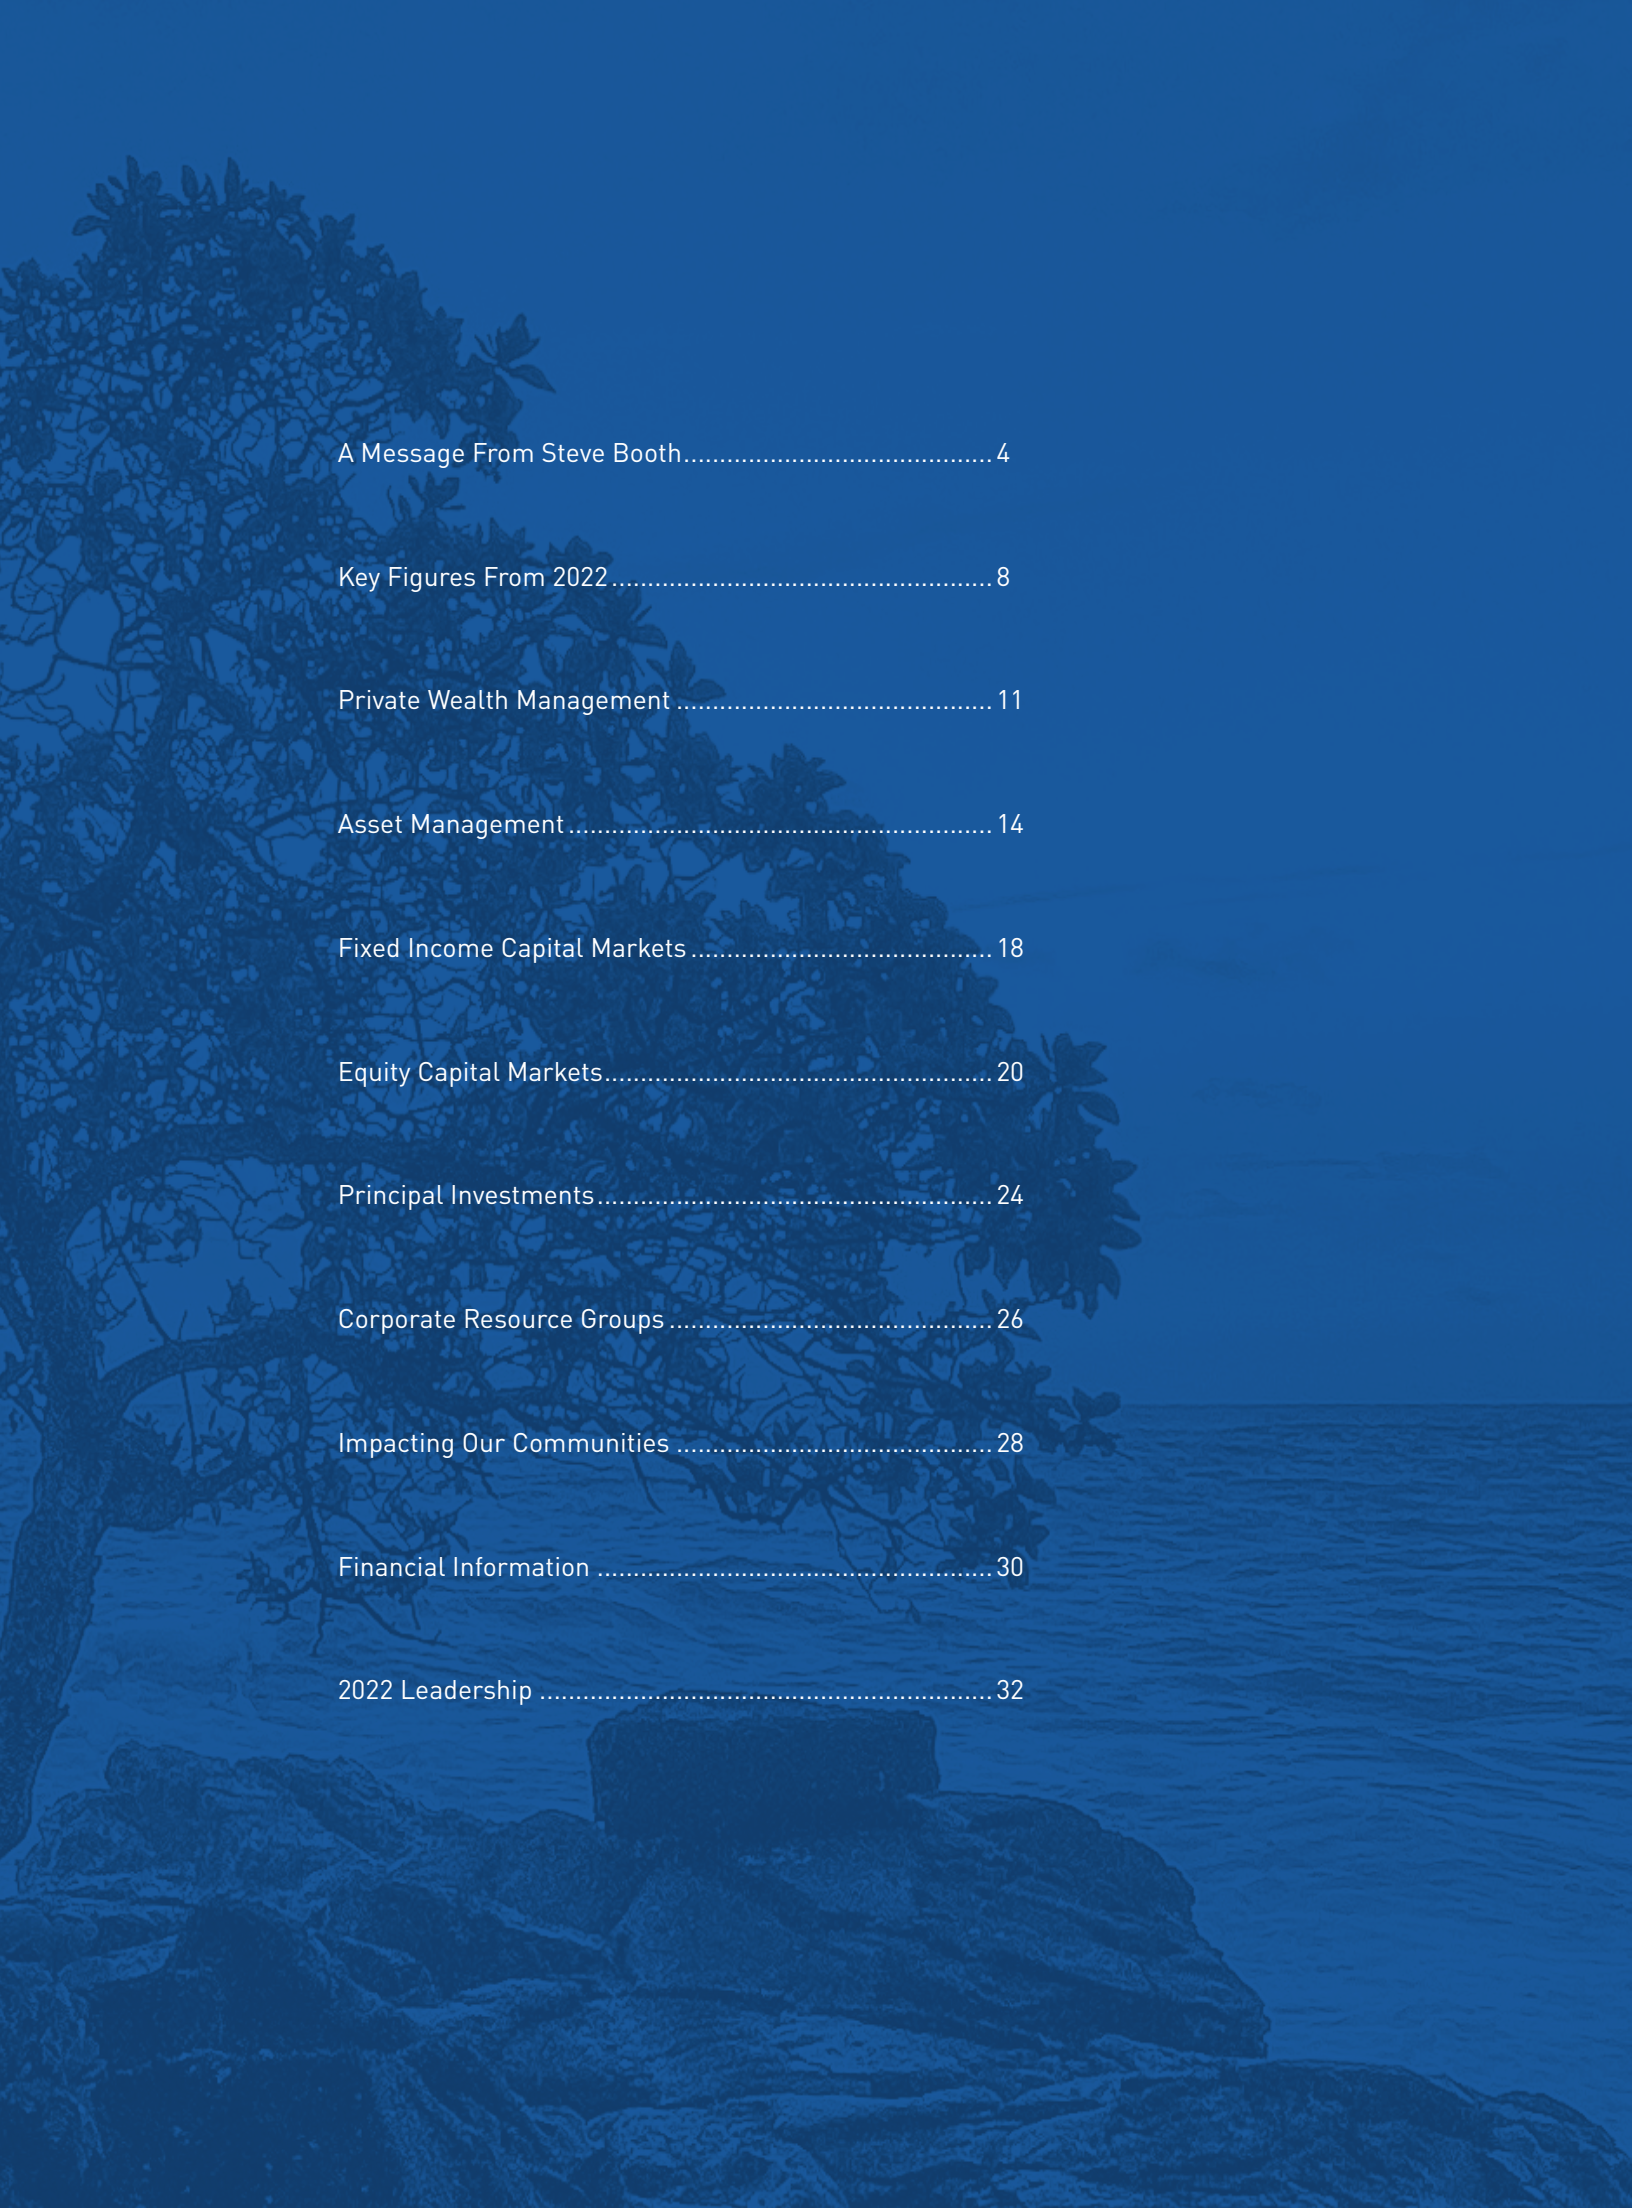 A Message From Steve Booth........................................... 4
Key Figures From 2022..................................................... 8
Private Wealth Management ............................................ 11
Asset Management........................................................... 14
Fixed Income Capital Markets.......................................... 18
Equity Capital Markets...................................................... 20
Principal Investments....................................................... 24
Corporate Resource Groups............................................. 26
Impacting Our Communities ............................................ 28
Financial Information ....................................................... 30
2022 Leadership ............................................................... 32